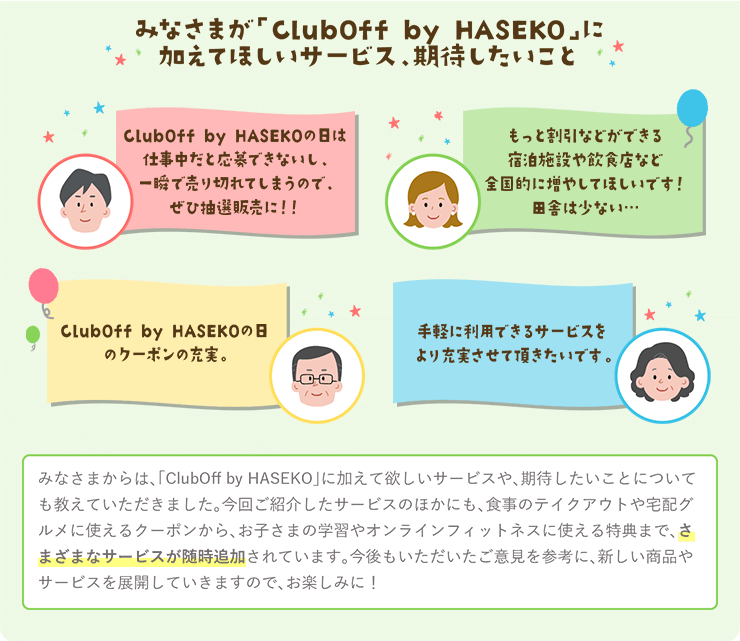 みなさまが「ClubOff by HASEKO」に
加えてほしいサービス、期待したいこと
ClubOff by HASEKOの日は
仕事中だと応募できないし、
一瞬で売り切れてしまうので、
ぜひ抽選販売に！！
もっと割引などができる
宿泊施設や飲食店など
全国的に増やしてほしいです！
田舎は少ない…
ClubOff by HASEKOの日
のクーポンの充実。
手軽に利用できるサービスを
より充実させて頂きたいです。
みなさまからは、「ClubOff by HASEKO」に加えて欲しいサービスや、期待したいことについて
も教えていただきました。今回ご紹介したサービスのほかにも、食事のテイクアウトや宅配グ
ルメに使えるクーポンから、お子さまの学習やオンラインフィットネスに使える特典まで、さ
まざまなサービスが随時追加されています。今後もいただいたご意見を参考に、新しい商品や
サービスを展開していきますので、お楽しみに！